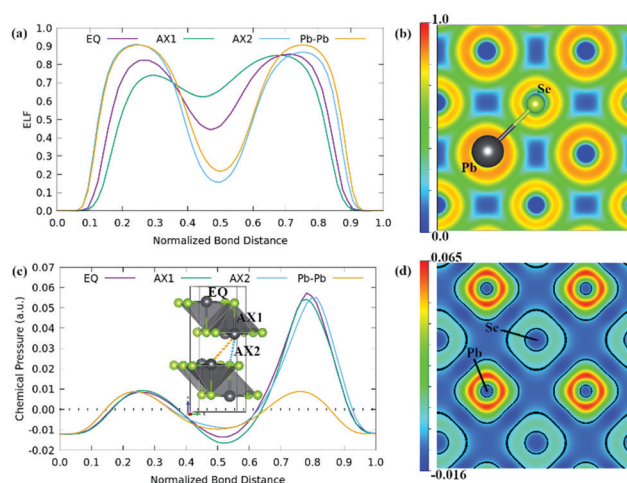 (a)
EQ AX1 AX2 Pb-Pb
ELF
1.0
0.9
0.8
0.7
0.6
0.5
0.4
0.3
0.2
0.1
0.0
0.0 0.1 0.2 0.3 0.4 0.5 0.6 0.7 0.8 0.9 1.0
Normalized Bond Distance
1.0
(b)
Se
Pb
0.0
(c)
EQ AX1 AX2 Pb-Pb
Chemical Pressure (a.u.)
0.07
0.06
0.05
0.04
0.03
0.02
0.01
0.00
-0.01
-0.02
EQ
AX1
AX2
0.0 0.1 0.2 0.3 0.4 0.5 0.6 0.7 0.8 0.9 1.0
Normalized Bond Distance
0.065
(d)
Se
Pb
-0.016